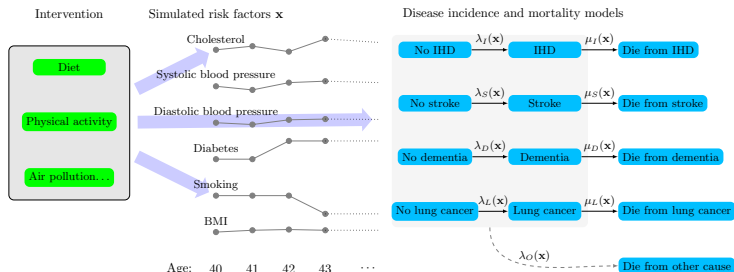 Intervention
Simulated risk factors x
Disease incidence and mortality models
Diet
Physical activity
Air pollution...
Cholesterol
Systolic blood pressure
Diastolic blood pressure
Diabetes
Smoking
BMI
Age: 40 41 42 43 ...
No IHD λI(x) IHD μI(x) Die from IHD
No stroke λS(x) Stroke μS(x) Die from stroke
No dementia λD(x) Dementia μD(x) Die from dementia
No lung cancer λL(x) Lung cancer μL(x) Die from lung cancer
λO(x) Die from other cause